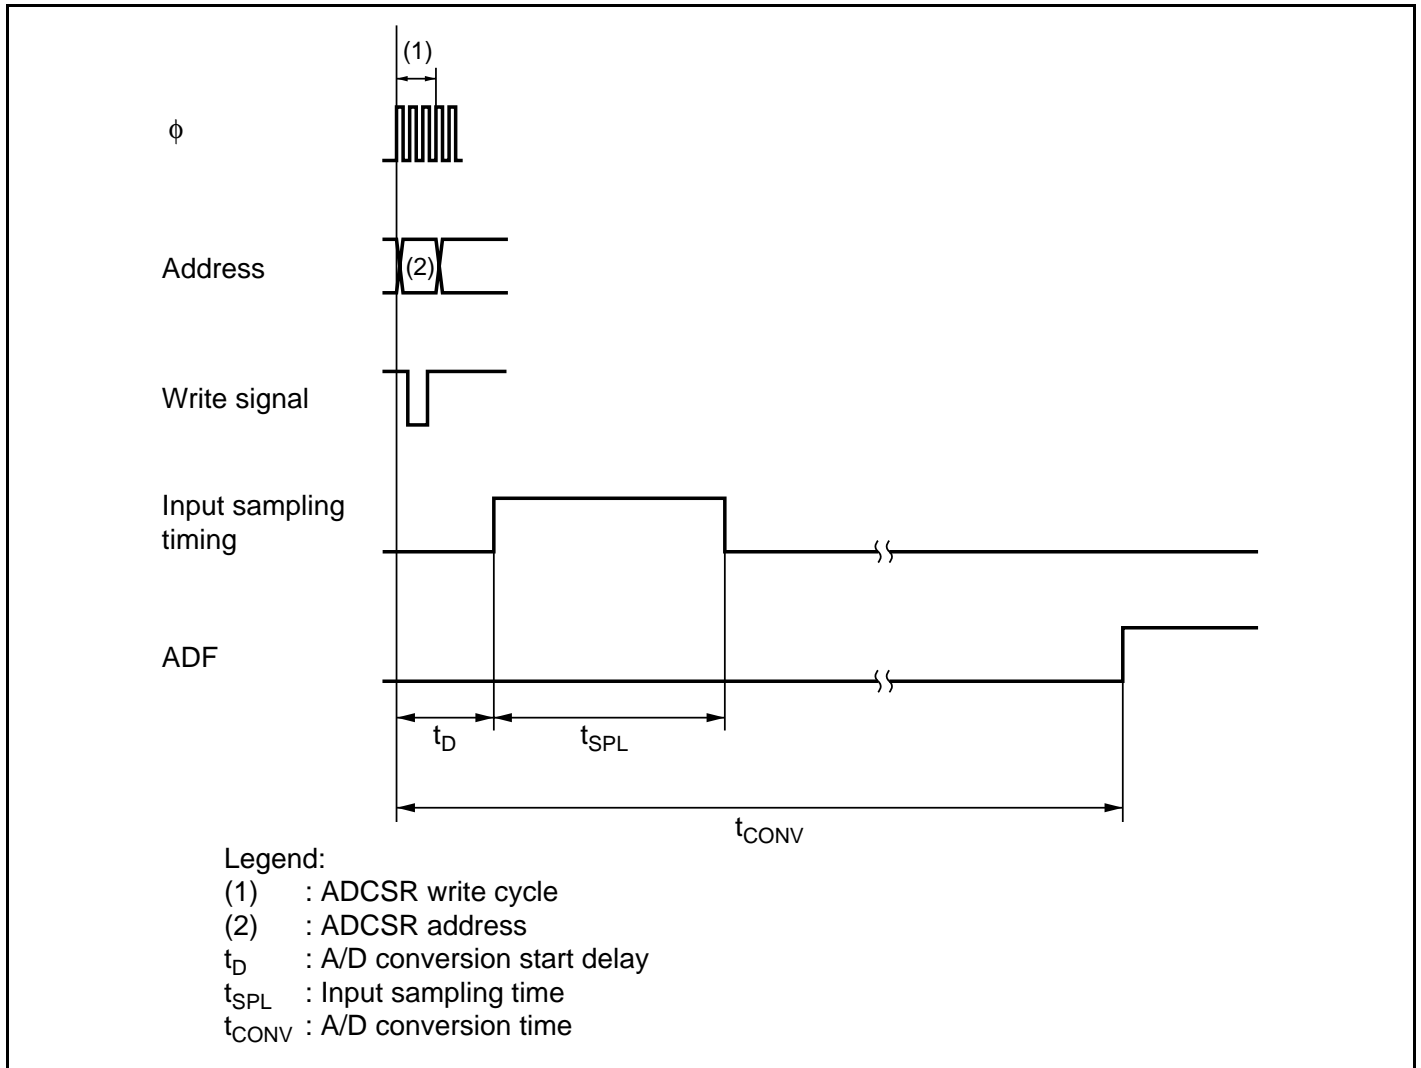 (1)
ϕ
Address
(2)
Write signal
Input sampling
timing
ADF
tD
tSPL
tCONV
Legend:
(1) : ADCSR write cycle
(2) : ADCSR address
tD : A/D conversion start delay
tSPL : Input sampling time
tCONV : A/D conversion time